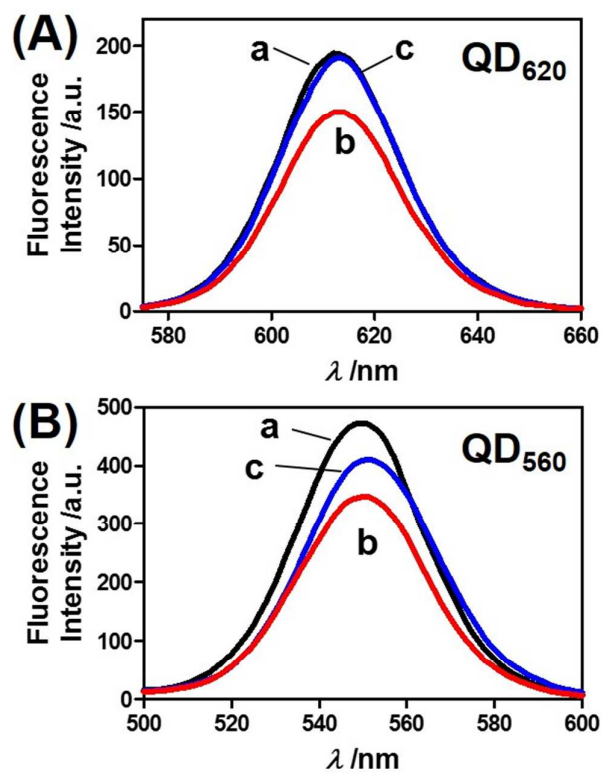 (A)
QD620
a
c
b
Fluorescence
Intensity /a.u.
200
150
100
50
0
580 600 620 640 660
λ /nm
(B)
QD560
a
c
b
Fluorescence
Intensity /a.u.
500
400
300
200
100
0
500 520 540 560 580 600
λ /nm